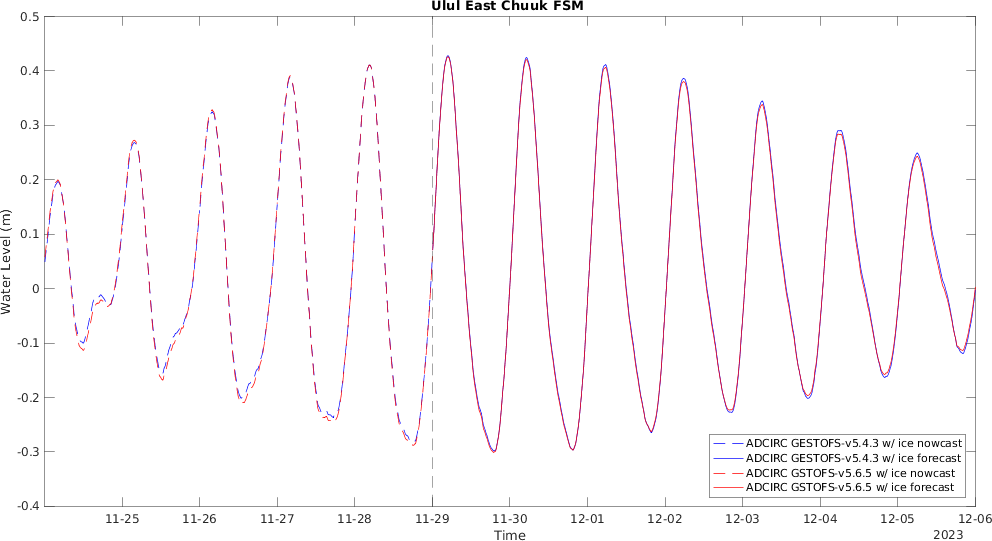 Ulul East Chuuk FSM
0.5
0.4
0.3
0.2
0.1
0
-0.1
-0.2
-0.3
-0.4
Water Level (m)
ADCIRC GESTOFS-v5.4.3 w/ ice nowcast
ADCIRC GESTOFS-v5.4.3 w/ ice forecast
ADCIRC GSTOFS-v5.6.5 w/ ice nowcast
ADCIRC GSTOFS-v5.6.5 w/ ice forecast
11-25 11-26 11-27 11-28 11-29 11-30 12-01 12-02 12-03 12-04 12-05 12-06
Time
2023